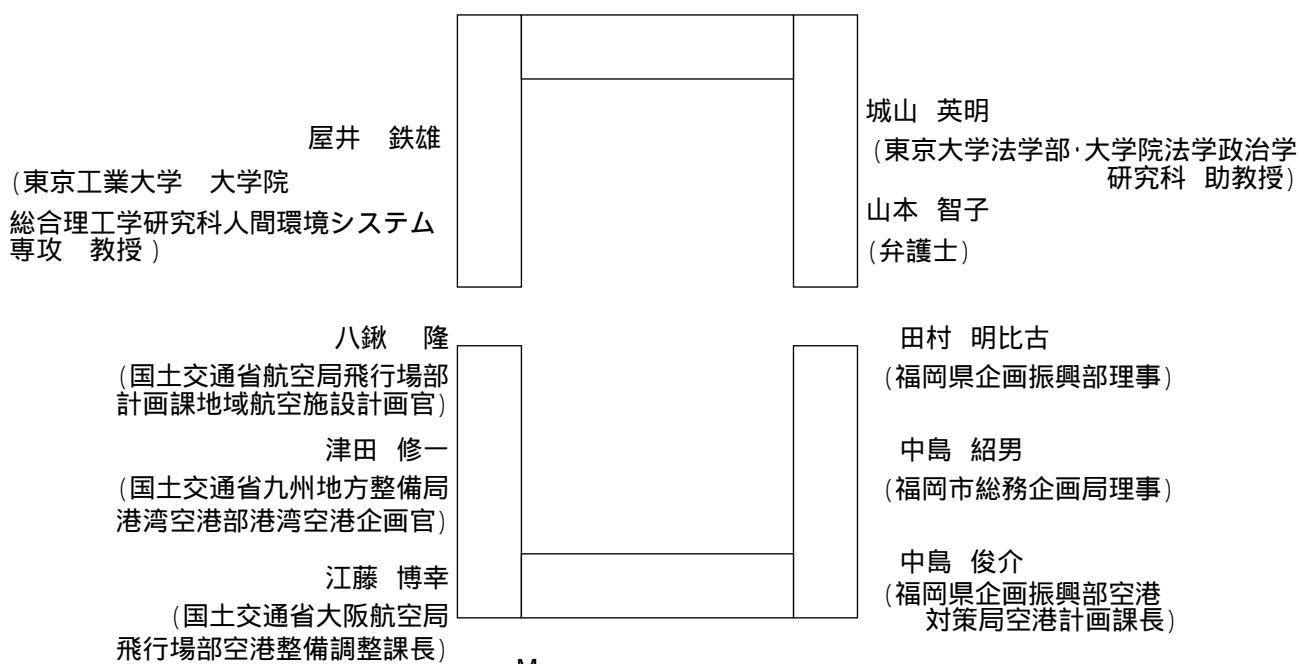 屋井　鉄雄
(東京工業大学　大学院
総合理工学研究科人間環境システム
専攻　教授 )
城山 英明
(東京大学法学部･大学院法学政治学
研究科 助教授)
山本 智子
(弁護士)
八鍬　隆
(国土交通省航空局飛行場部
計画課地域航空施設計画官)
津田 修一
(国土交通省九州地方整備局
港湾空港部港湾空港企画官)
江藤 博幸
(国土交通省大阪航空局
飛行場部空港整備調整課長)
田村 明比古
(福岡県企画振興部理事)
中島 紹男
(福岡市総務企画局理事)
中島 俊介
(福岡県企画振興部空港
対策局空港計画課長)